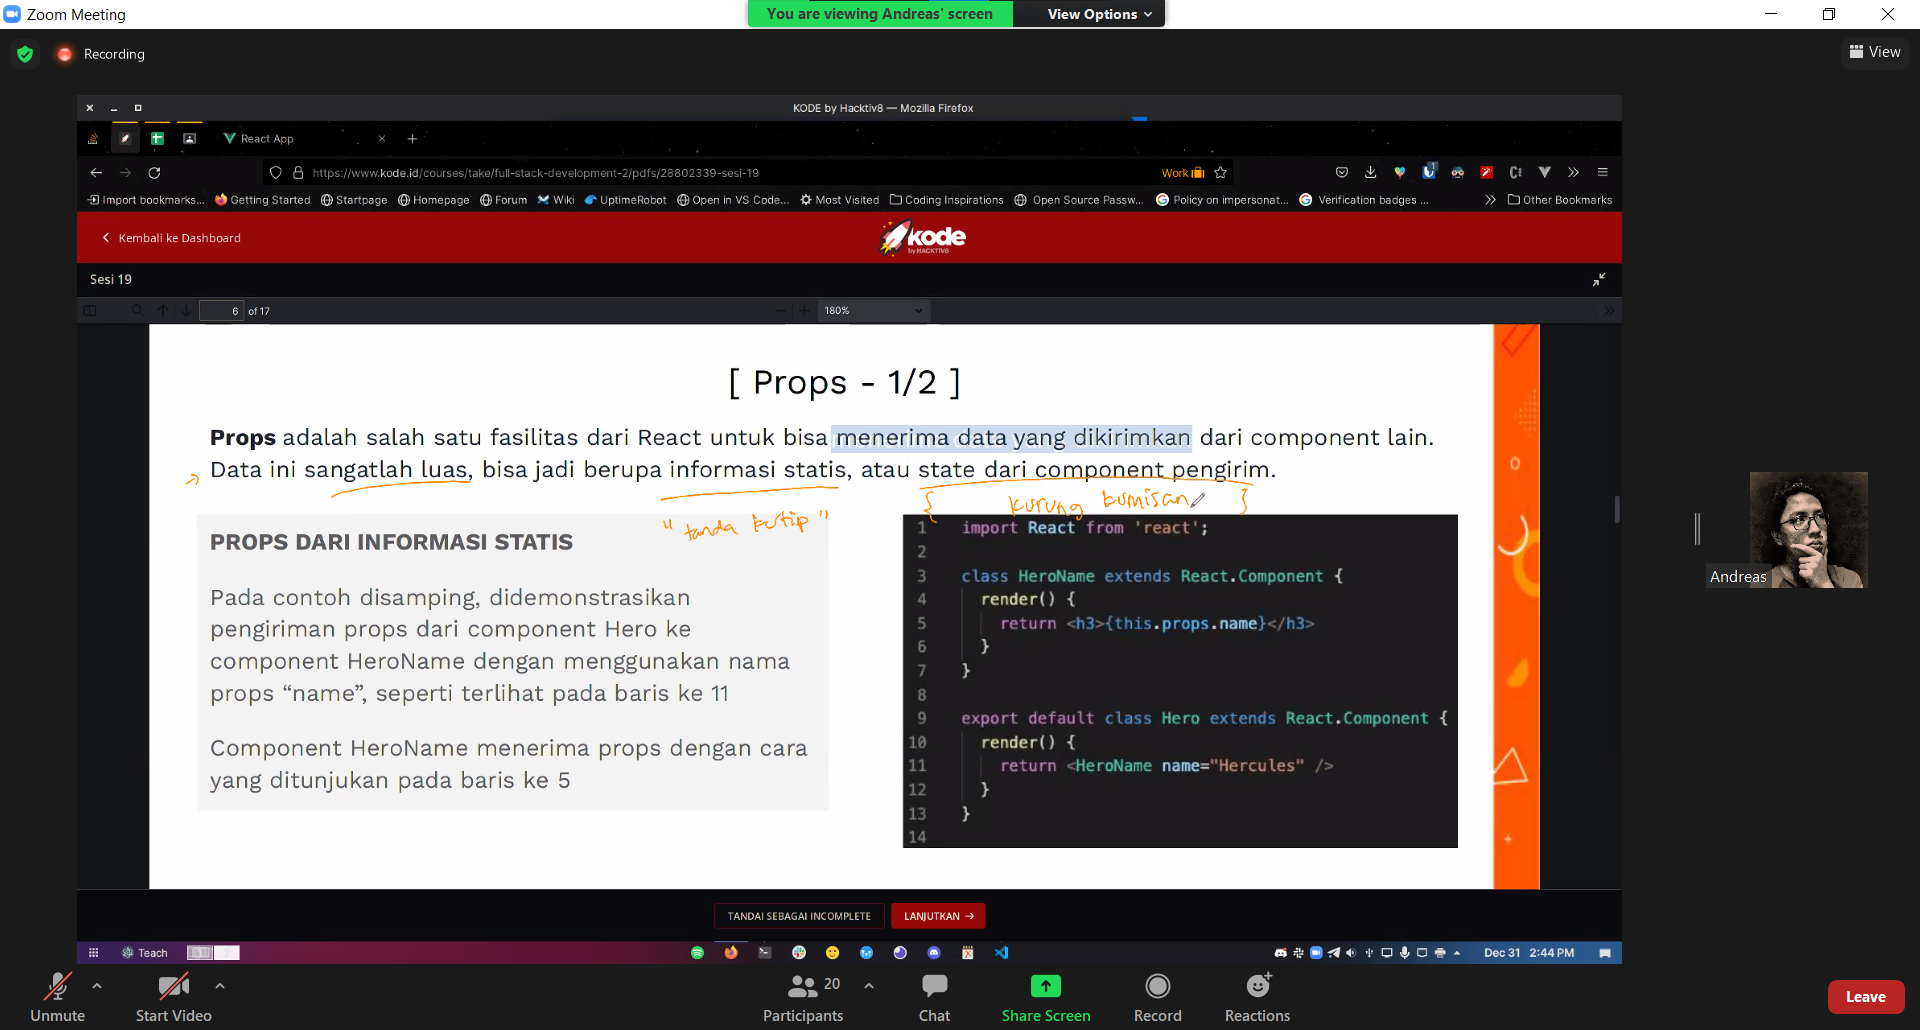 Zoom Meeting
You are viewing Andreas' screen
View Options
Recording
View
KODE by Hacktiv8 — Mozilla Firefox
React App
https://www.kode.id/courses/take/full-stack-development-2/pdfs/28802339-sesi-19
Work
Import bookmarks...
Getting Started
Startpage
Homepage
Forum
Wiki
UptimeRobot
Open in VS Code...
Most Visited
Coding Inspirations
Open Source Passw...
Policy on impersonat...
Verification badges ...
Other Bookmarks
Kembali ke Dashboard
kode
by HACKTIV8
Sesi 19
6 of 17
180%
[ Props - 1/2 ]
Props adalah salah satu fasilitas dari React untuk bisa menerima data yang dikirimkan dari component lain.
Data ini sangatlah luas, bisa jadi berupa informasi statis, atau state dari component pengirim.
{ kurung kumisan }
"tanda kutip"
PROPS DARI INFORMASI STATIS
Pada contoh disamping, didemonstrasikan
pengiriman props dari component Hero ke
component HeroName dengan menggunakan nama
props “name”, seperti terlihat pada baris ke 11
Component HeroName menerima props dengan cara
yang ditunjukan pada baris ke 5
1 import React from 'react';
2
3 class HeroName extends React.Component {
4 render() {
5 return <h3>{this.props.name}</h3>
6 }
7 }
8
9 export default class Hero extends React.Component {
10 render() {
11 return <HeroName name="Hercules" />
12 }
13 }
14
Andreas
TANDAI SEBAGAI INCOMPLETE
LANJUTKAN →
Teach
Dec 31 2:44 PM
Unmute
Start Video
20
Participants
Chat
Share Screen
Record
Reactions
Leave